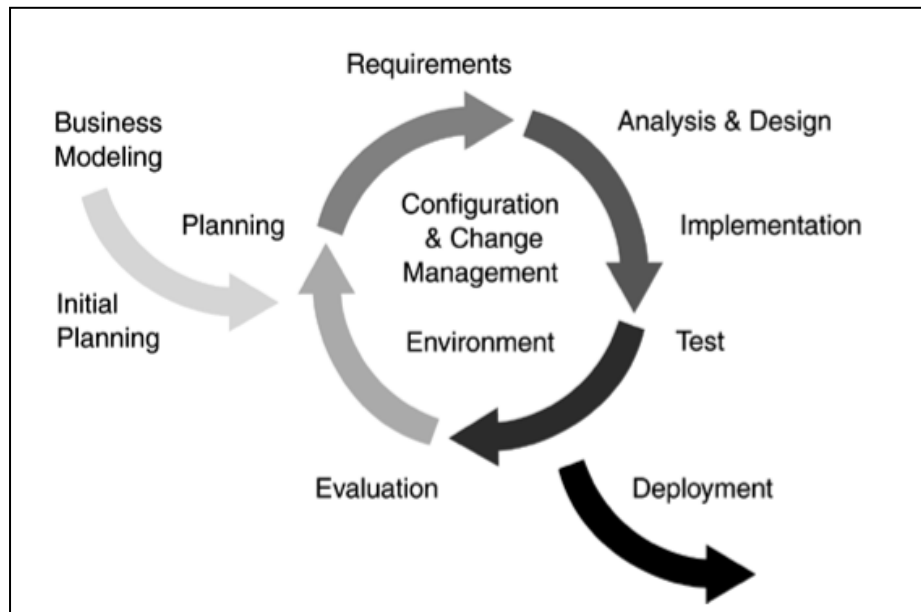 Requirements
Business
Modeling
Analysis & Design
Planning
Configuration
& Change
Management
Implementation
Initial
Planning
Environment
Test
Evaluation
Deployment